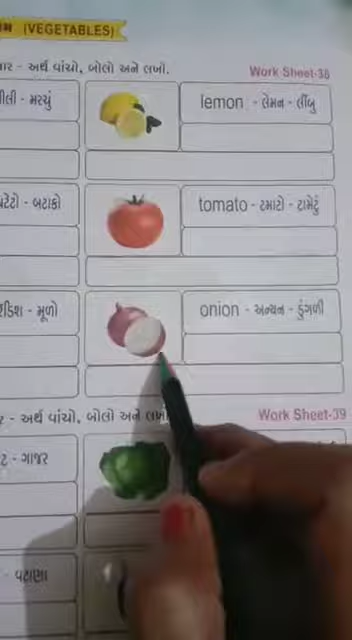 (VEGETABLES)
અર્થ વાંચો, બોલો અને લખો.
Work Sheet-38
મરચું
lemon - લેમન - લીંબુ
બટાકો
tomato - ટમાટો - ટામેટું
મૂળો
onion - અન્યન - ડુંગળી
અર્થ વાંચો, બોલો અને
Work Sheet-39
ગાજર
વટાણા